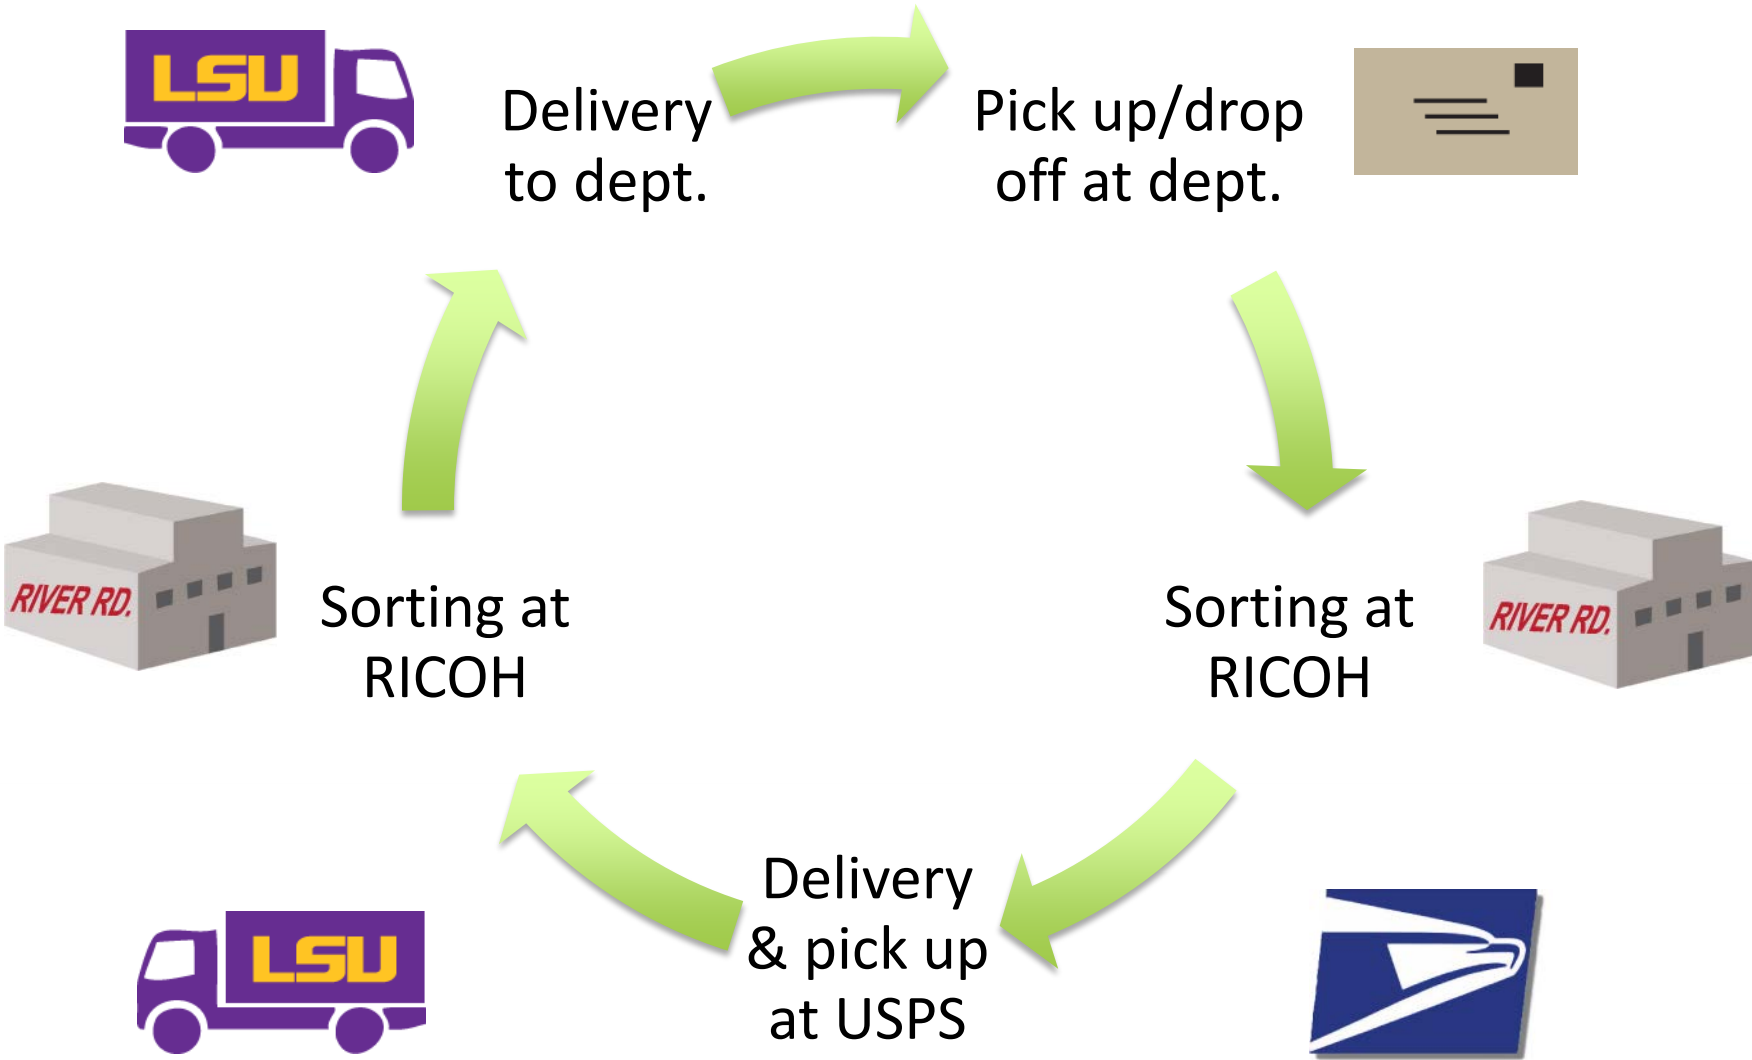 LSU
Delivery
to dept.
Pick up/drop
off at dept.
RIVER RD.
Sorting at
RICOH
Sorting at
RICOH
RIVER RD.
LSU
Delivery
& pick up
at USPS